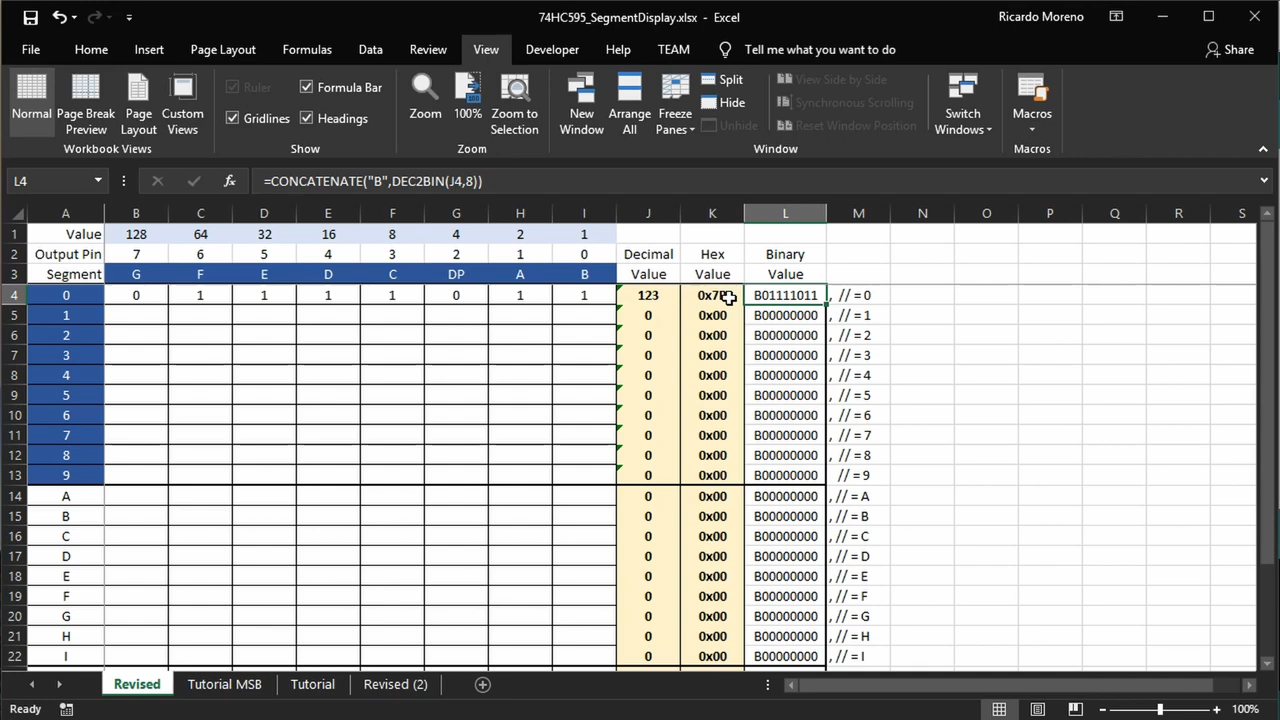 74HC595_SegmentDisplay.xlsx - Excel
Ricardo Moreno
File Home Insert Page Layout Formulas Data Review View Developer Help TEAM Tell me what you want to do Share
Normal Page Break Preview Page Layout Custom Views
Workbook Views
Ruler Formula Bar
Gridlines Headings
Show
Zoom 100% Zoom to Selection
Zoom
New Window Arrange All Freeze Panes
Split
Hide
Unhide
View Side by Side
Synchronous Scrolling
Reset Window Position
Switch Windows
Window
Macros
Macros
L4 fx =CONCATENATE("B",DEC2BIN(J4,8))
A B C D E F G H I J K L M N O P Q R S
1 Value 128 64 32 16 8 4 2 1
2 Output Pin 7 6 5 4 3 2 1 0 Decimal Hex Binary
3 Segment G F E D C DP A B Value Value Value
4 0 0 1 1 1 1 0 1 1 123 B01111011 , // = 0
5 1 0 0x00 B00000000 , // = 1
6 2 0 0x00 B00000000 , // = 2
7 3 0 0x00 B00000000 , // = 3
8 4 0 0x00 B00000000 , // = 4
9 5 0 0x00 B00000000 , // = 5
10 6 0 0x00 B00000000 , // = 6
11 7 0 0x00 B00000000 , // = 7
12 8 0 0x00 B00000000 , // = 8
13 9 0 0x00 B00000000 // = 9
14 A 0 0x00 B00000000 , // = A
15 B 0 0x00 B00000000 , // = B
16 C 0 0x00 B00000000 , // = C
17 D 0 0x00 B00000000 , // = D
18 E 0 0x00 B00000000 , // = E
19 F 0 0x00 B00000000 , // = F
20 G 0 0x00 B00000000 , // = G
21 H 0 0x00 B00000000 , // = H
22 I 0 0x00 B00000000 , // = I
Revised Tutorial MSB Tutorial Revised (2)
Ready 100%